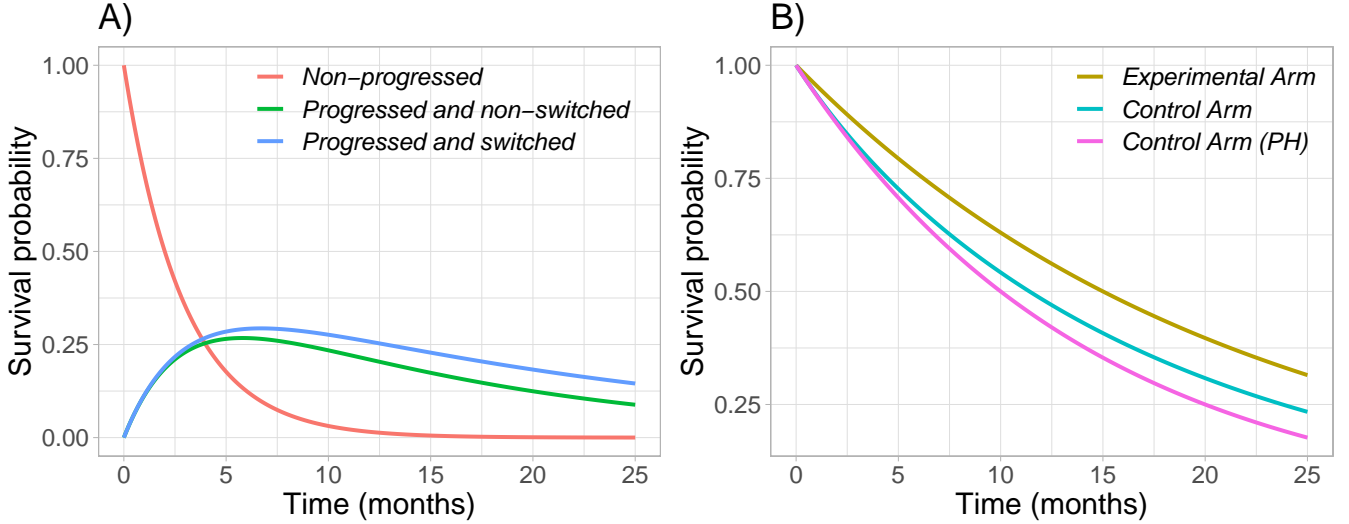 A)
Survival probability
1.00
0.75
0.50
0.25
0.00
Non−progressed
Progressed and non−switched
Progressed and switched
0 5 10 15 20 25
Time (months)
B)
Survival probability
1.00
0.75
0.50
0.25
Experimental Arm
Control Arm
Control Arm (PH)
0 5 10 15 20 25
Time (months)